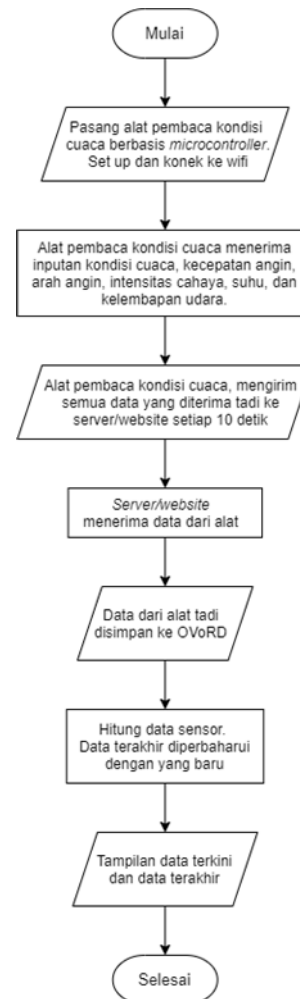 Mulai
Pasang alat pembaca kondisi
cuaca berbasis microcontroller.
Set up dan konek ke wifi
Alat pembaca kondisi cuaca menerima
inputan kondisi cuaca, kecepatan angin,
arah angin, intensitas cahaya, suhu, dan
kelembapan udara.
Alat pembaca kondisi cuaca, mengirim
semua data yang diterima tadi ke
server/website setiap 10 detik
Server/website
menerima data dari alat
Data dari alat tadi
disimpan ke OVoRD
Hitung data sensor.
Data terakhir diperbaharui
dengan yang baru
Tampilan data terkini
dan data terakhir
Selesai